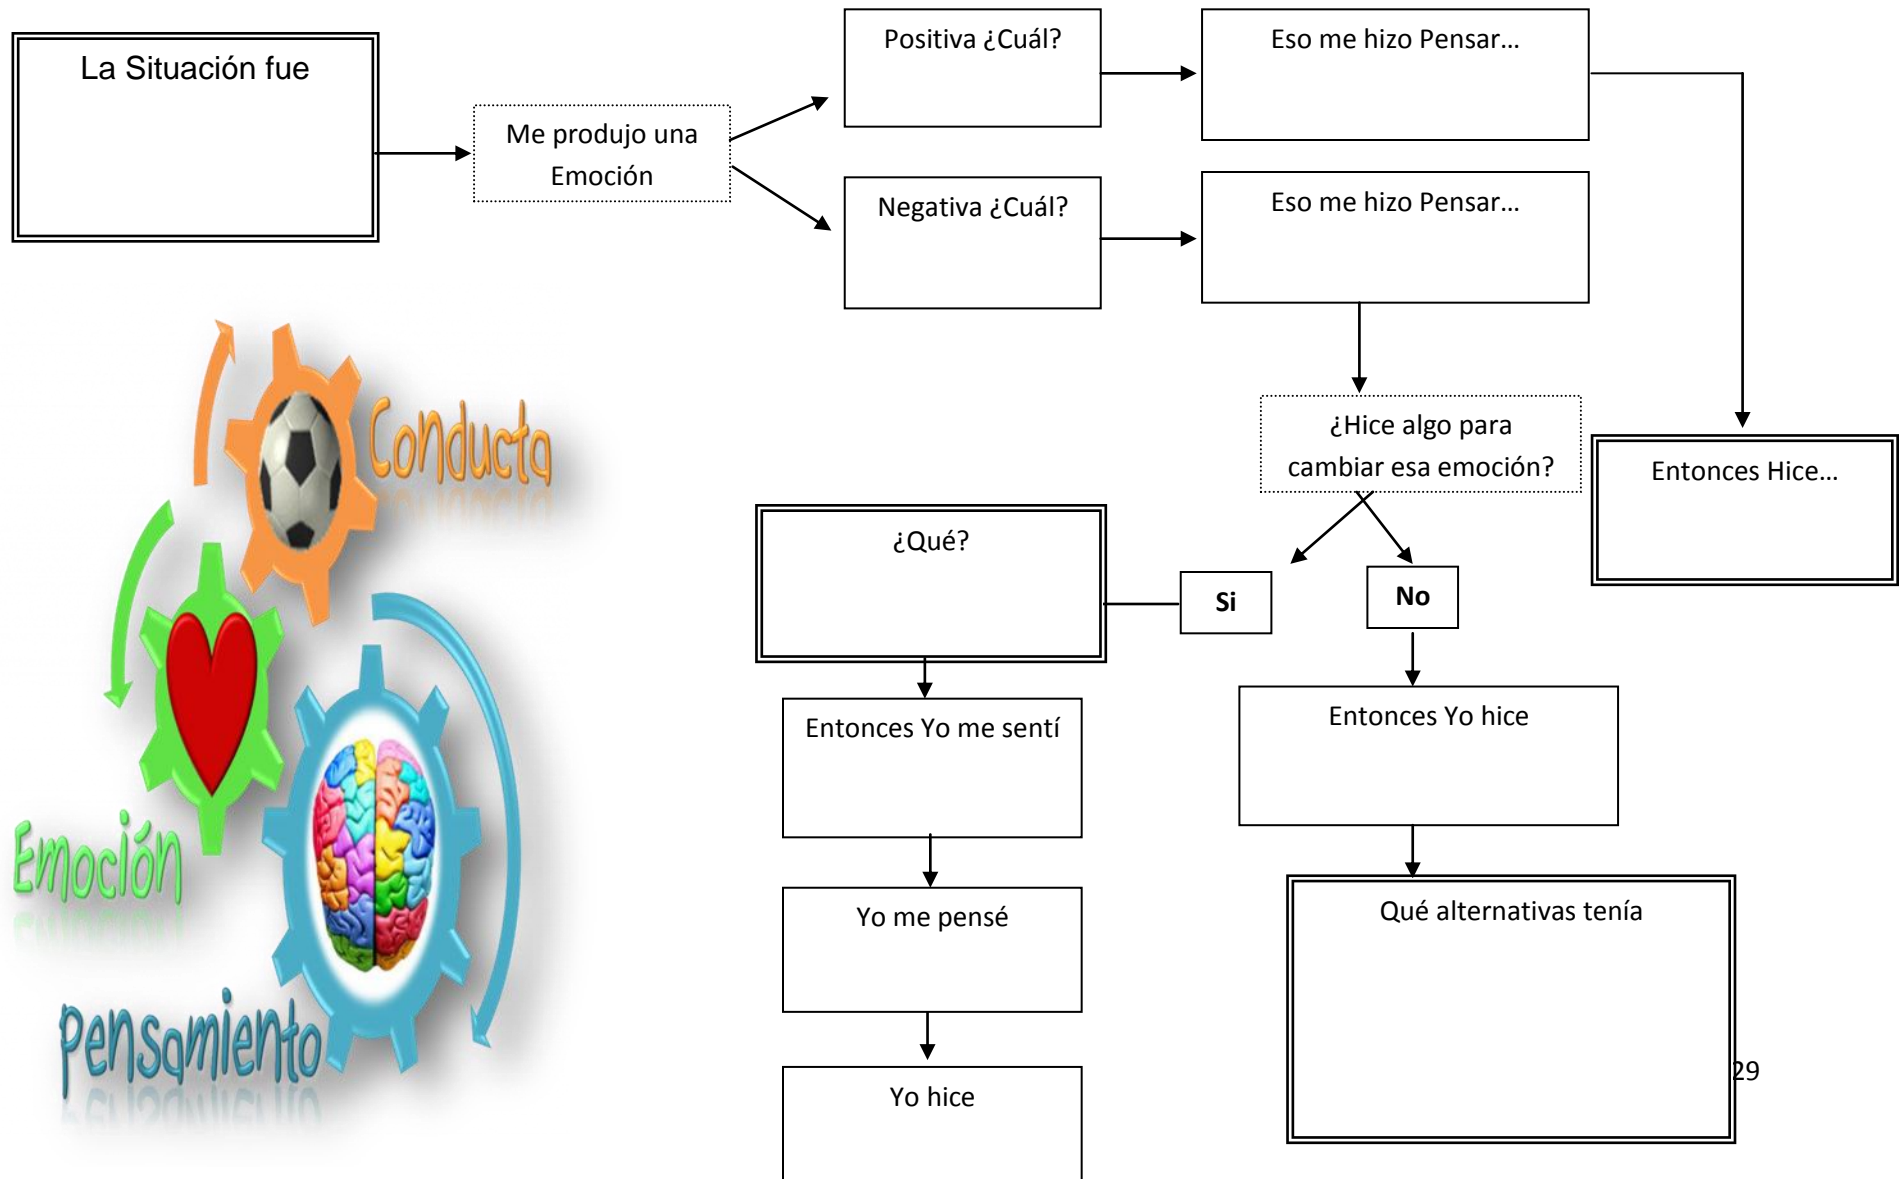 La Situación fue
Me produjo una
Emoción
Positiva ¿Cuál?
Eso me hizo Pensar...
Negativa ¿Cuál?
Eso me hizo Pensar...
¿Hice algo para
cambiar esa emoción?
Entonces Hice...
¿Qué?
Si
No
Entonces Yo me sentí
Entonces Yo hice
Yo me pensé
Qué alternativas tenía
Yo hice
Conducta
Emoción
Pensamiento
29